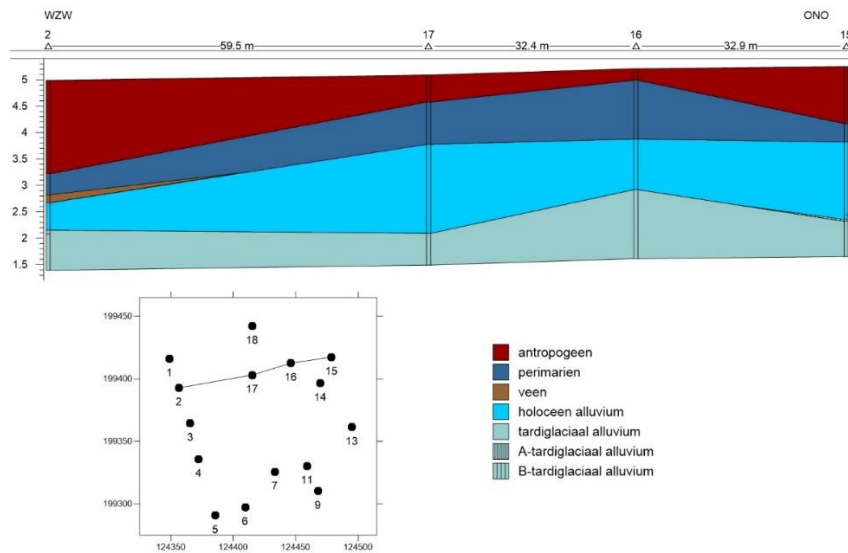 WZW ONO
2 17 16 15
59.5 m 32.4 m 32.9 m
5
4.5
4
3.5
3
2.5
2
1.5
199450
199400
199350
199300
18
1
16
15
17
2
14
3
13
4
7
11
9
6
5
124350 124400 124450 124500
antropogeen
perimarien
veen
holoceen alluvium
tardiglaciaal alluvium
A-tardiglaciaal alluvium
B-tardiglaciaal alluvium